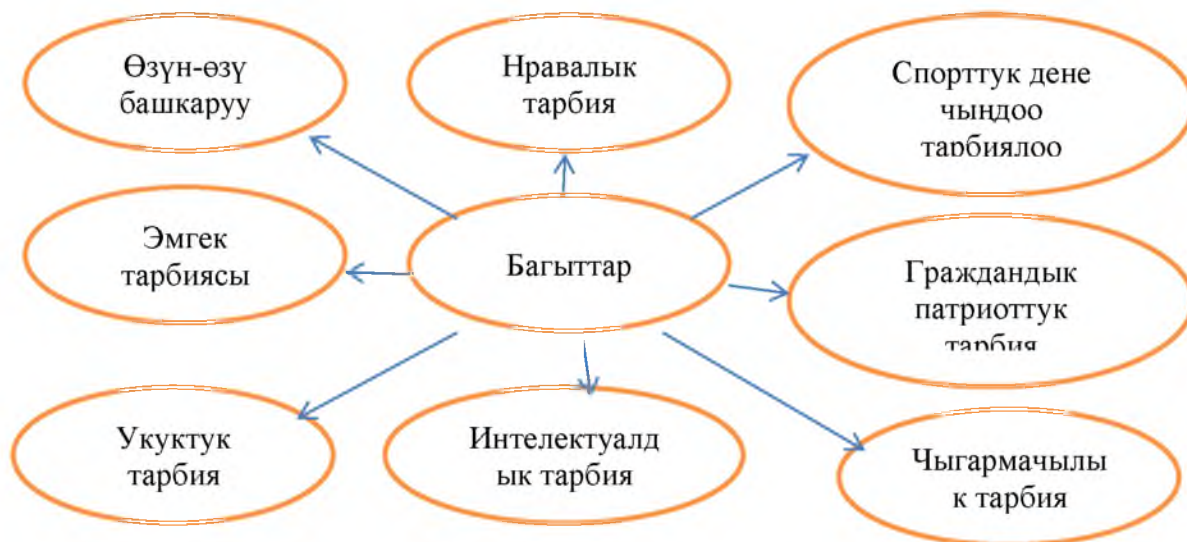 Өзүн-өзү
башкаруу
Нравалык
тарбия
Спорттук дене
чыңдоо
тарбиялоо
Эмгек
тарбиясы
Багыттар
Граждандык
патриоттук
тарбия
Укуктук
тарбия
Интелектуалд
ык тарбия
Чыгармачылы
к тарбия